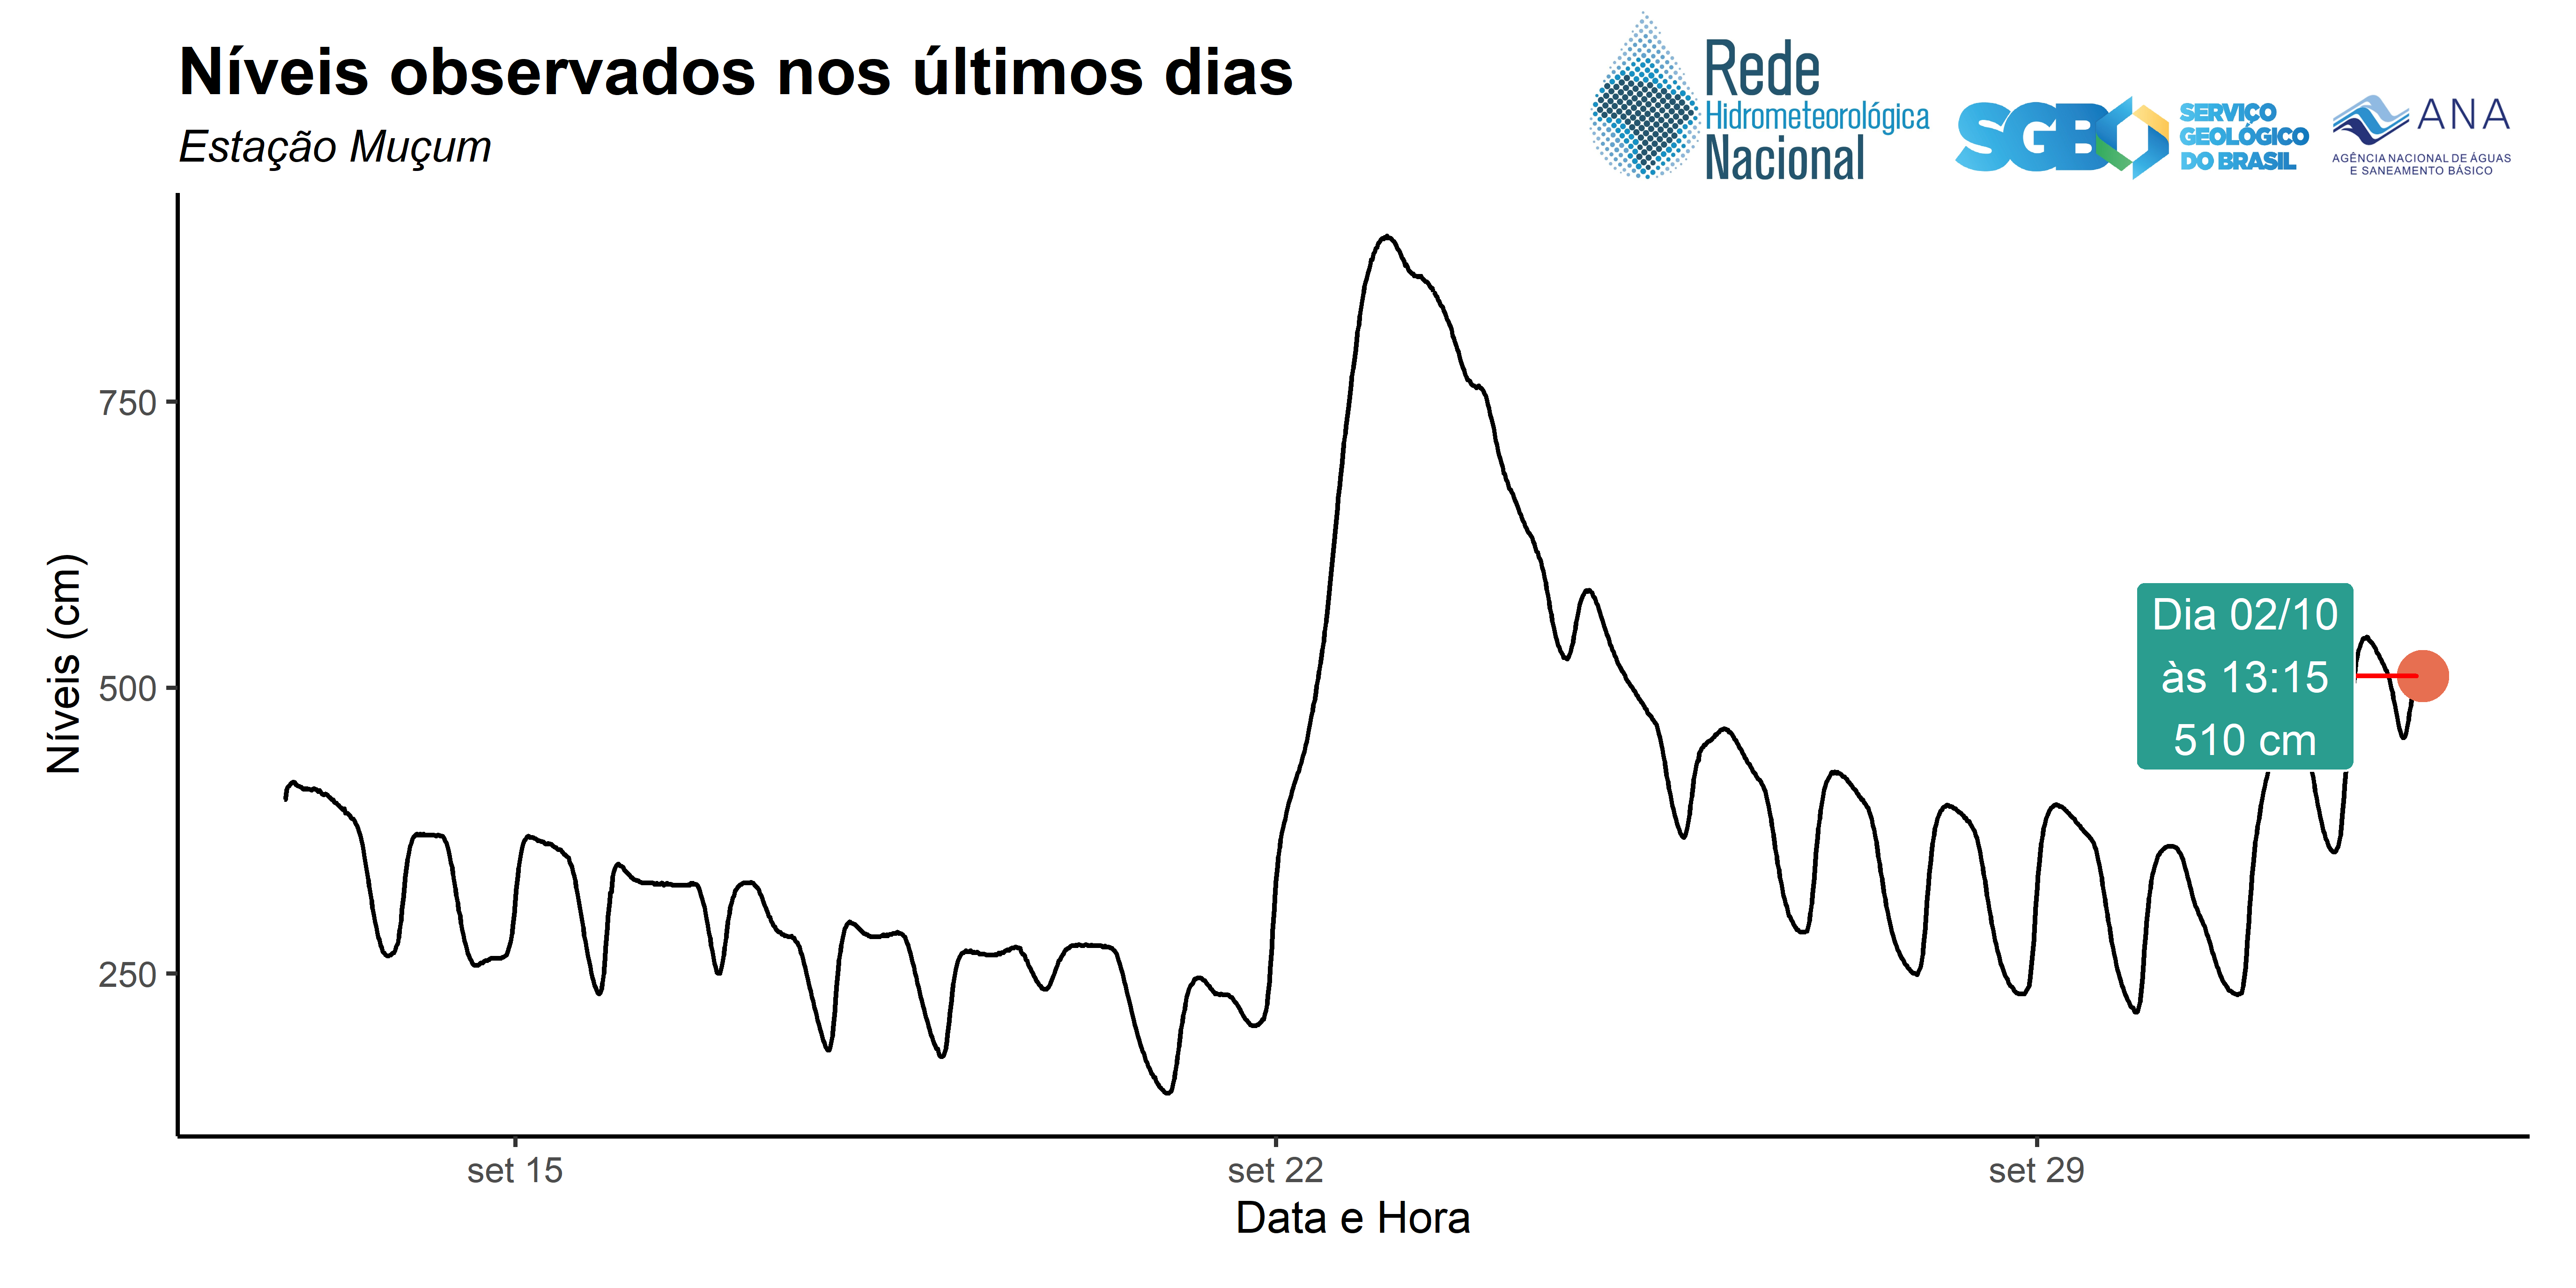 Níveis observados nos últimos dias
Estação Muçum
Rede
Hidrometeorológica
Nacional
SGB
SERVIÇO
GEOLÓGICO
DO BRASIL
ANA
AGÊNCIA NACIONAL DE ÁGUAS
E SANEAMENTO BÁSICO
Níveis (cm)
750
500
250
Dia 02/10
às 13:15
510 cm
set 15
set 22
set 29
Data e Hora